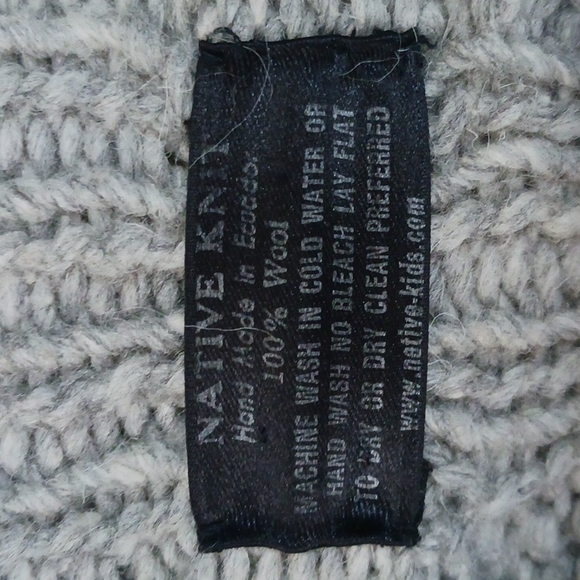 NATIVE KNIT
Hand Made in Ecuador
100% Wool
MACHINE WASH IN COLD WATER OR
HAND WASH NO BLEACH LAY FLAT
TO DRY OR DRY CLEAN PREFERRED
www.native-kids.com